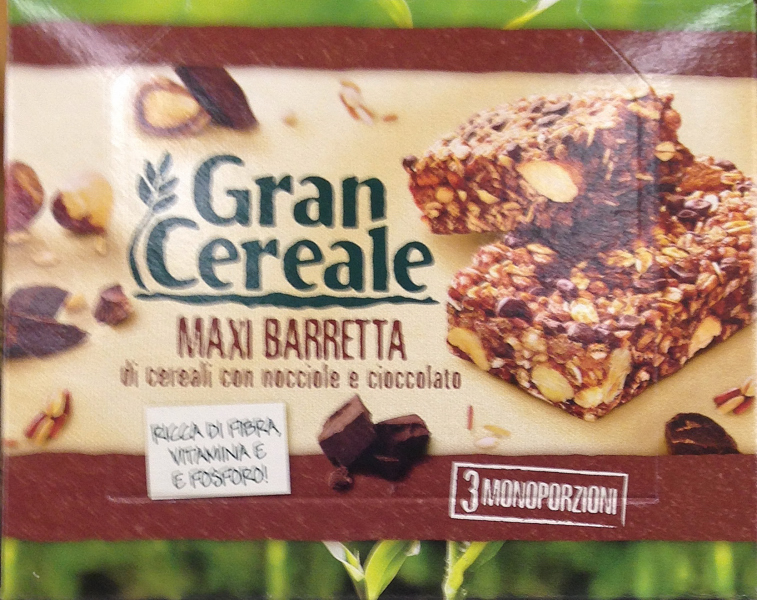 Gran
Cereale
MAXI BARRETTA
di cereali con nocciole e cioccolato
RICCA DI FIBRA,
VITAMINA E
E FOSFORO!
3 MONOPORZIONI